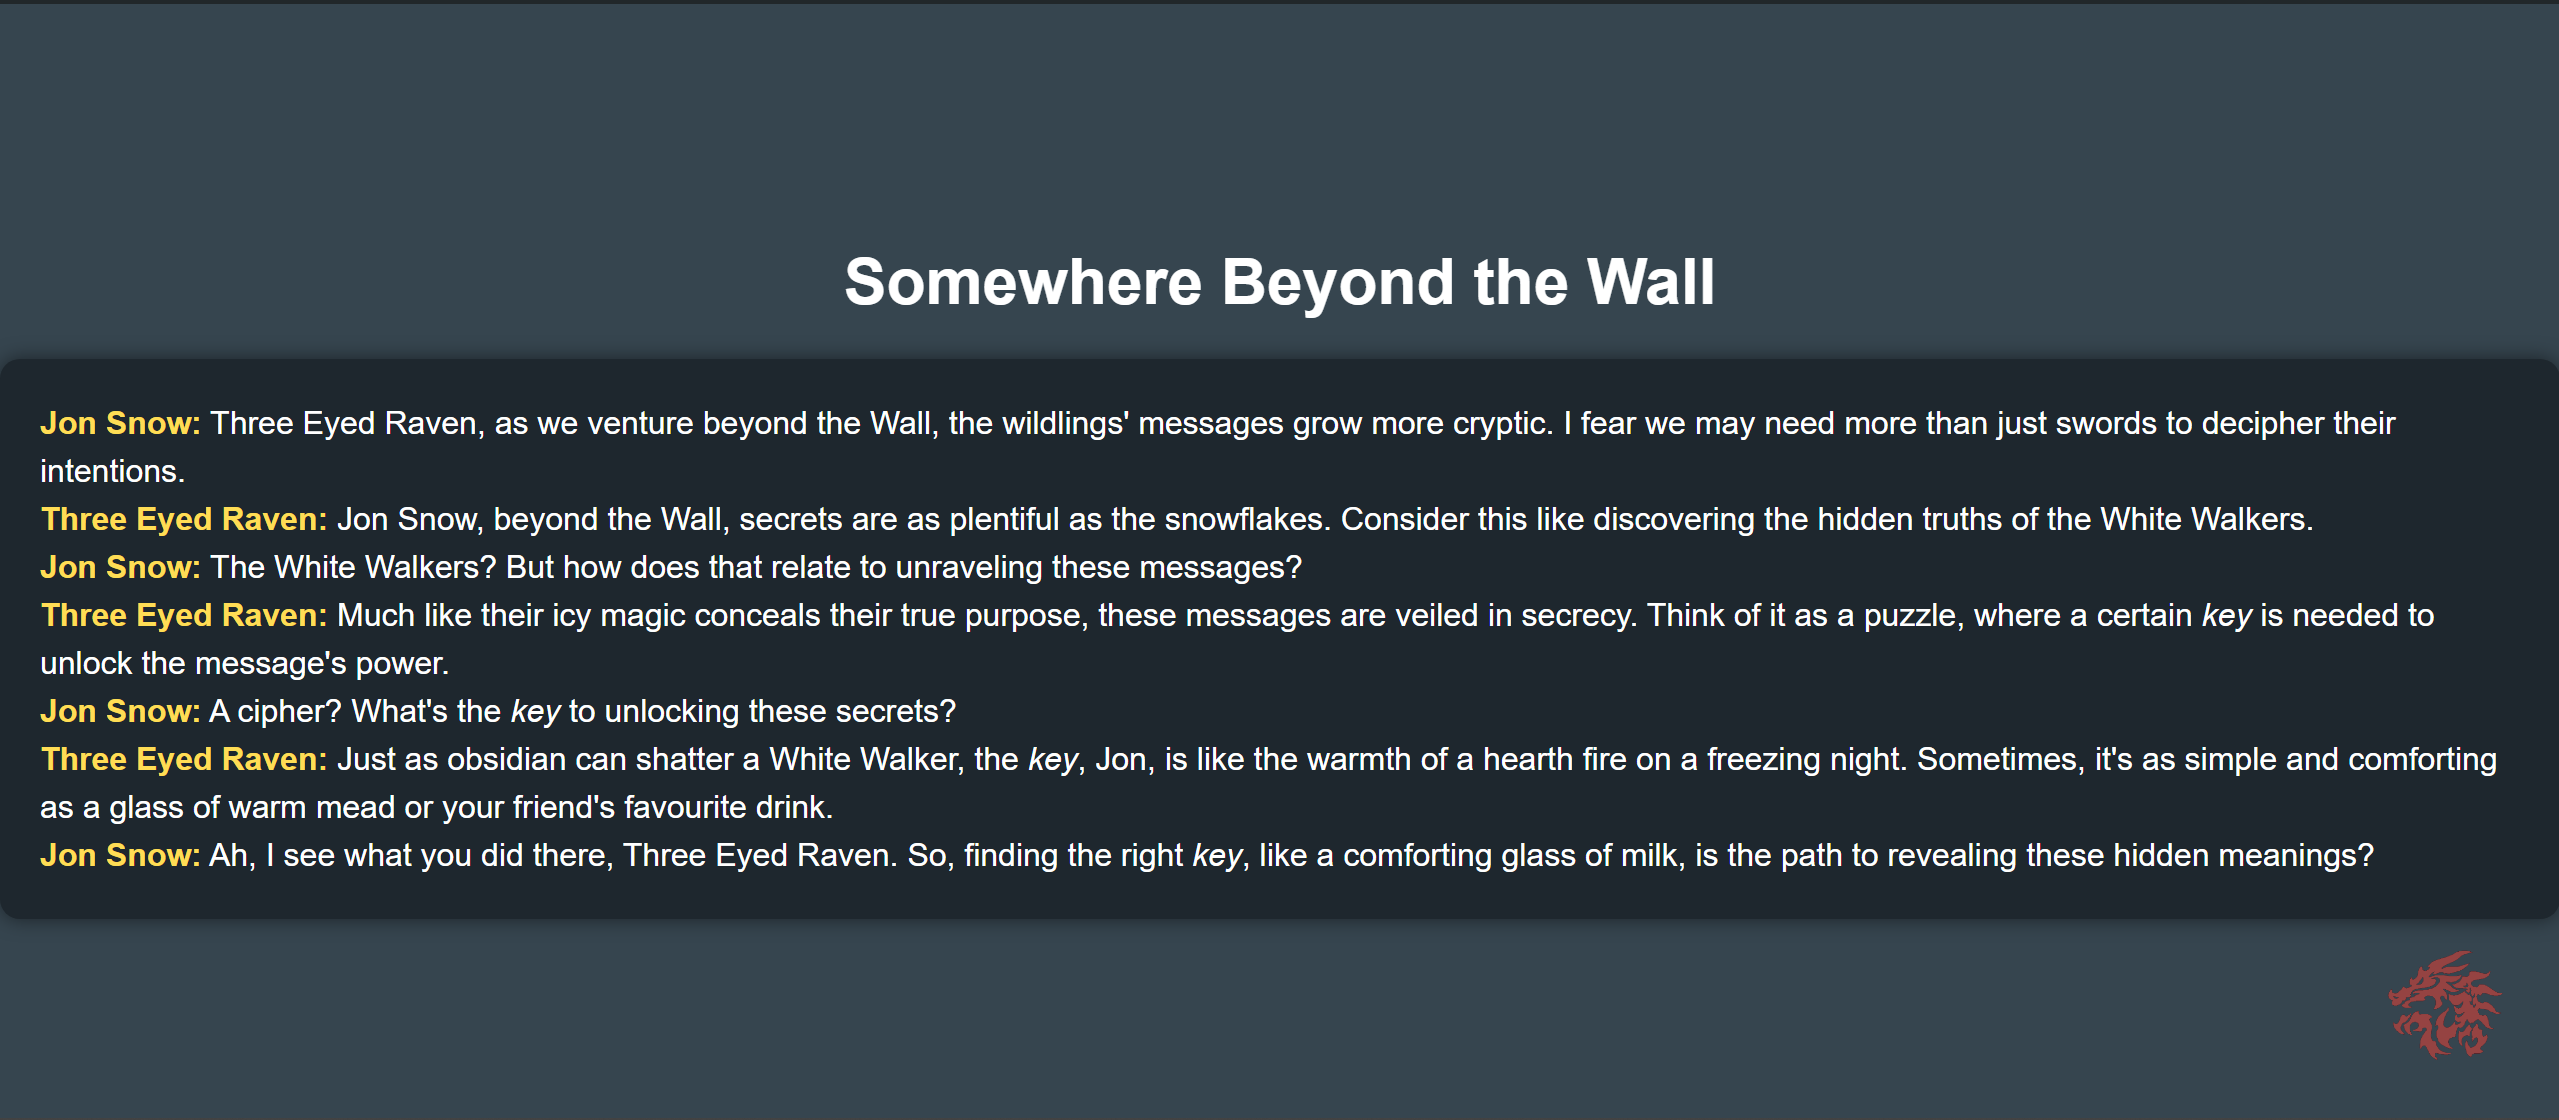 Somewhere Beyond the Wall
Jon Snow: Three Eyed Raven, as we venture beyond the Wall, the wildlings' messages grow more cryptic. I fear we may need more than just swords to decipher their
intentions.
Three Eyed Raven: Jon Snow, beyond the Wall, secrets are as plentiful as the snowflakes. Consider this like discovering the hidden truths of the White Walkers.
Jon Snow: The White Walkers? But how does that relate to unraveling these messages?
Three Eyed Raven: Much like their icy magic conceals their true purpose, these messages are veiled in secrecy. Think of it as a puzzle, where a certain key is needed to
unlock the message's power.
Jon Snow: A cipher? What's the key to unlocking these secrets?
Three Eyed Raven: Just as obsidian can shatter a White Walker, the key, Jon, is like the warmth of a hearth fire on a freezing night. Sometimes, it's as simple and comforting
as a glass of warm mead or your friend's favourite drink.
Jon Snow: Ah, I see what you did there, Three Eyed Raven. So, finding the right key, like a comforting glass of milk, is the path to revealing these hidden meanings?